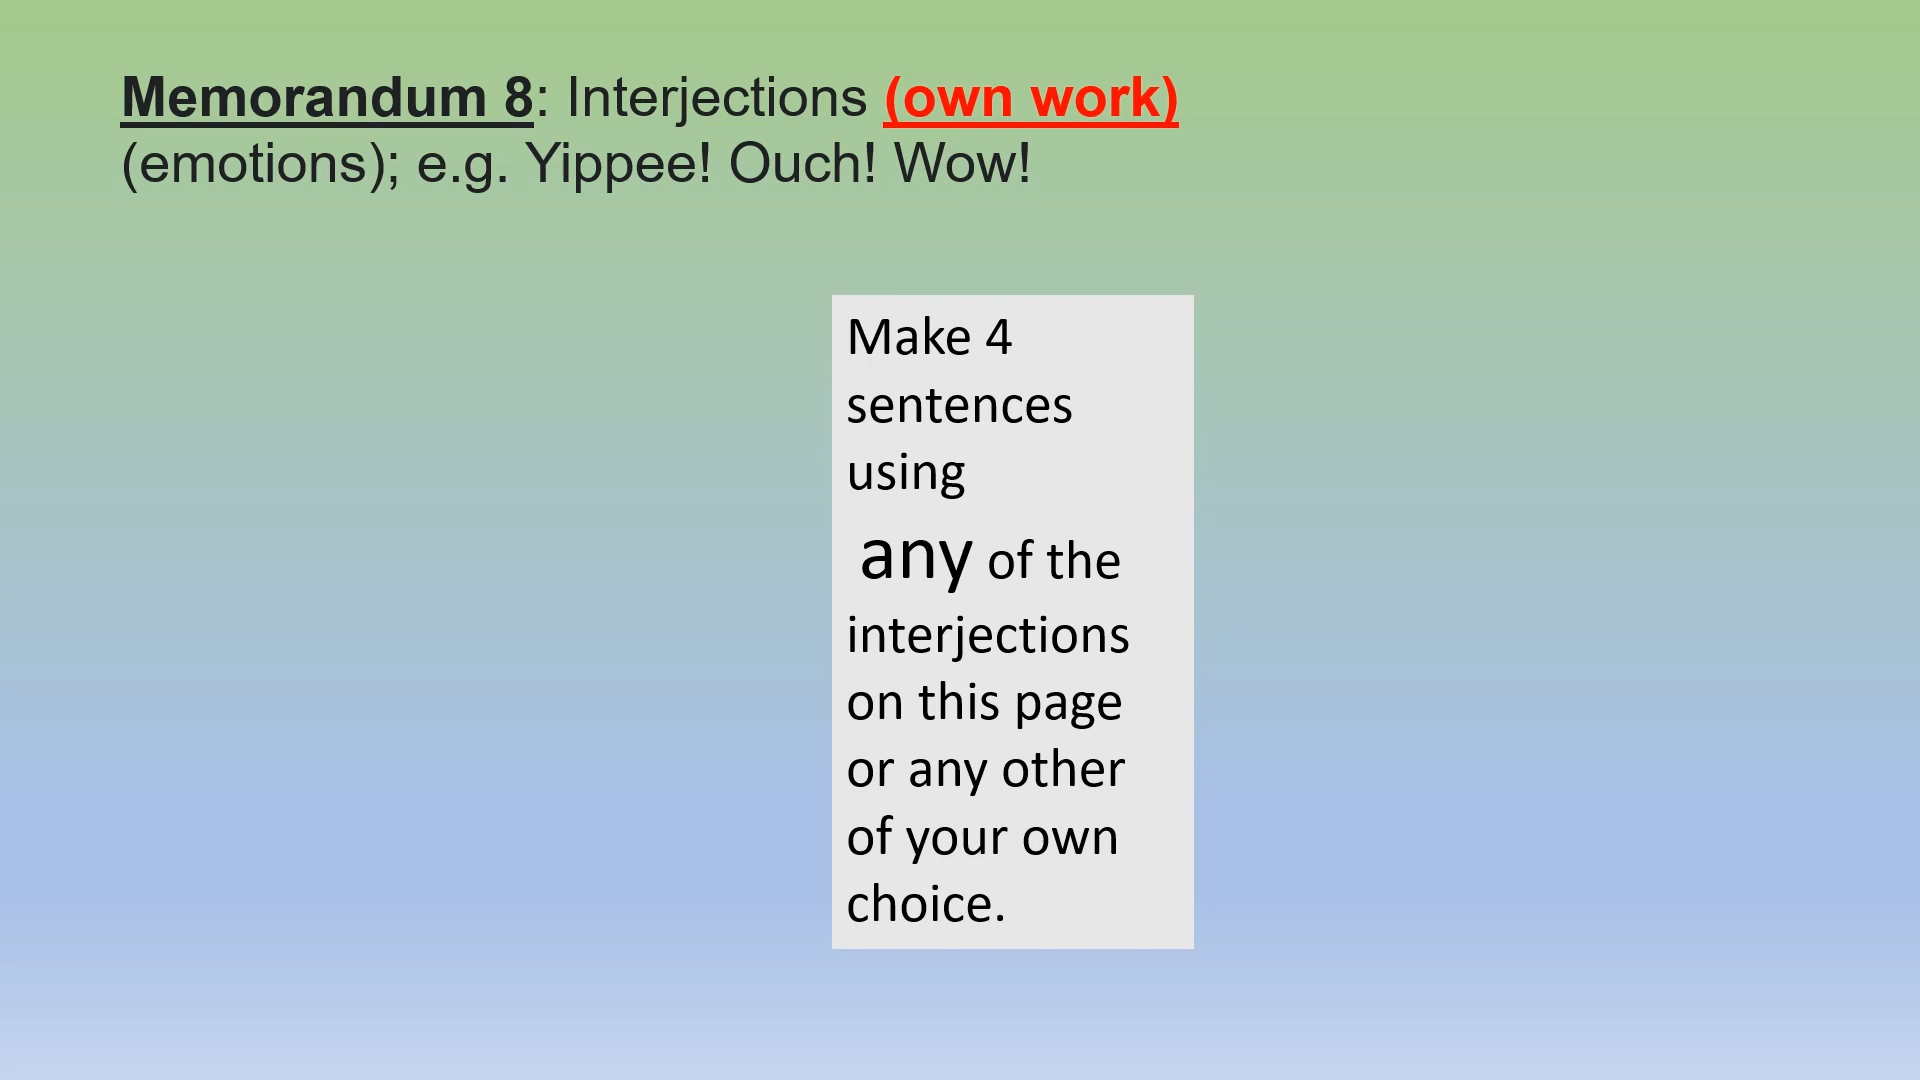 Memorandum 8: Interjections (own work)
(emotions); e.g. Yippee! Ouch! Wow!
Make 4
sentences
using
any of the
interjections
on this page
or any other
of your own
choice.